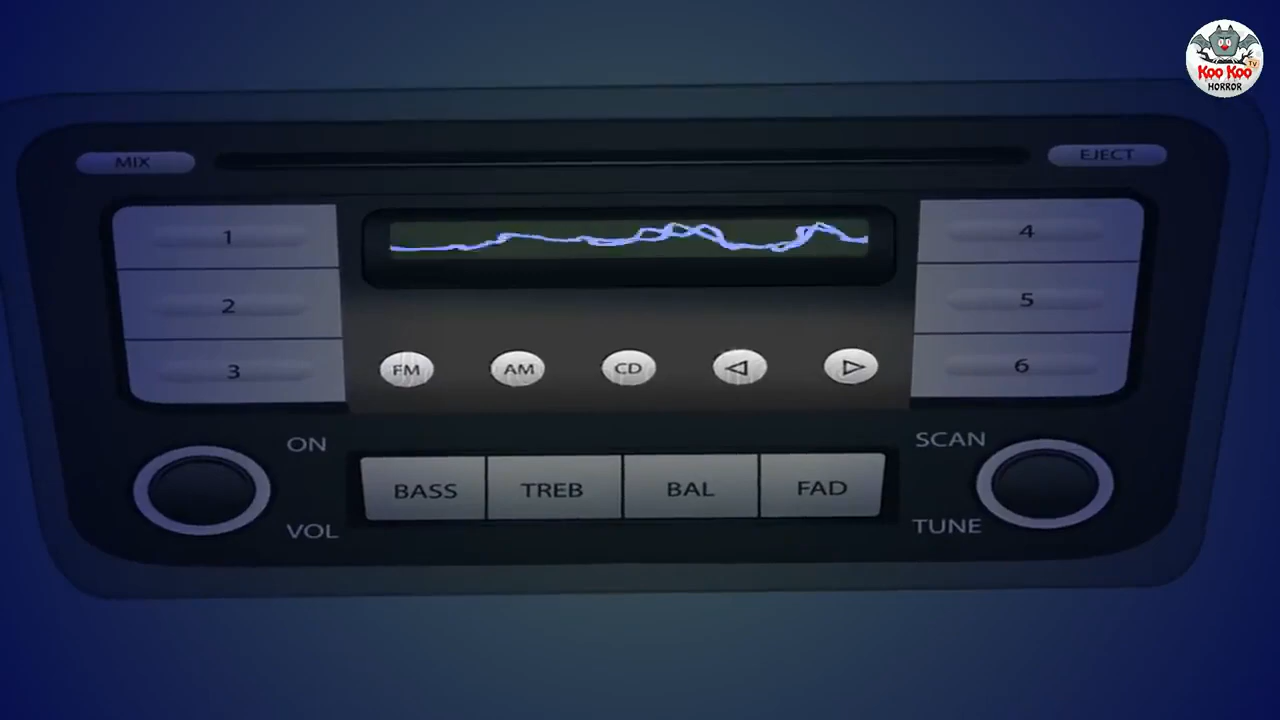 Koo Koo
TV
HORROR
MIX
EJECT
1
4
2
5
3
6
FM
AM
CD
ON
SCAN
BASS
TREB
BAL
FAD
VOL
TUNE